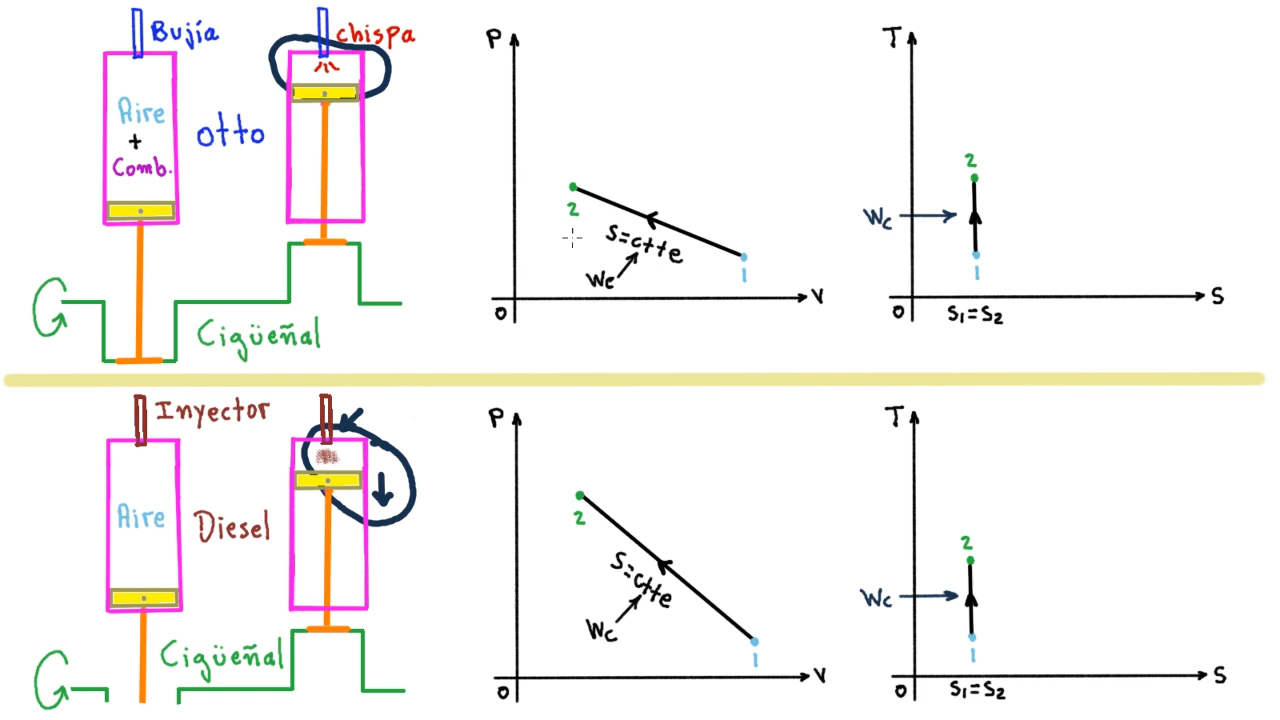 Bujía
chispa
Aire
+
Comb.
otto
Cigüeñal
P
2
S=ctte
We
1
V
0
T
2
Wc
1
S
0
S1=S2
Inyector
Aire
Diesel
Cigüeñal
P
2
S=ctte
Wc
1
V
0
T
2
Wc
1
S
0
S1=S2